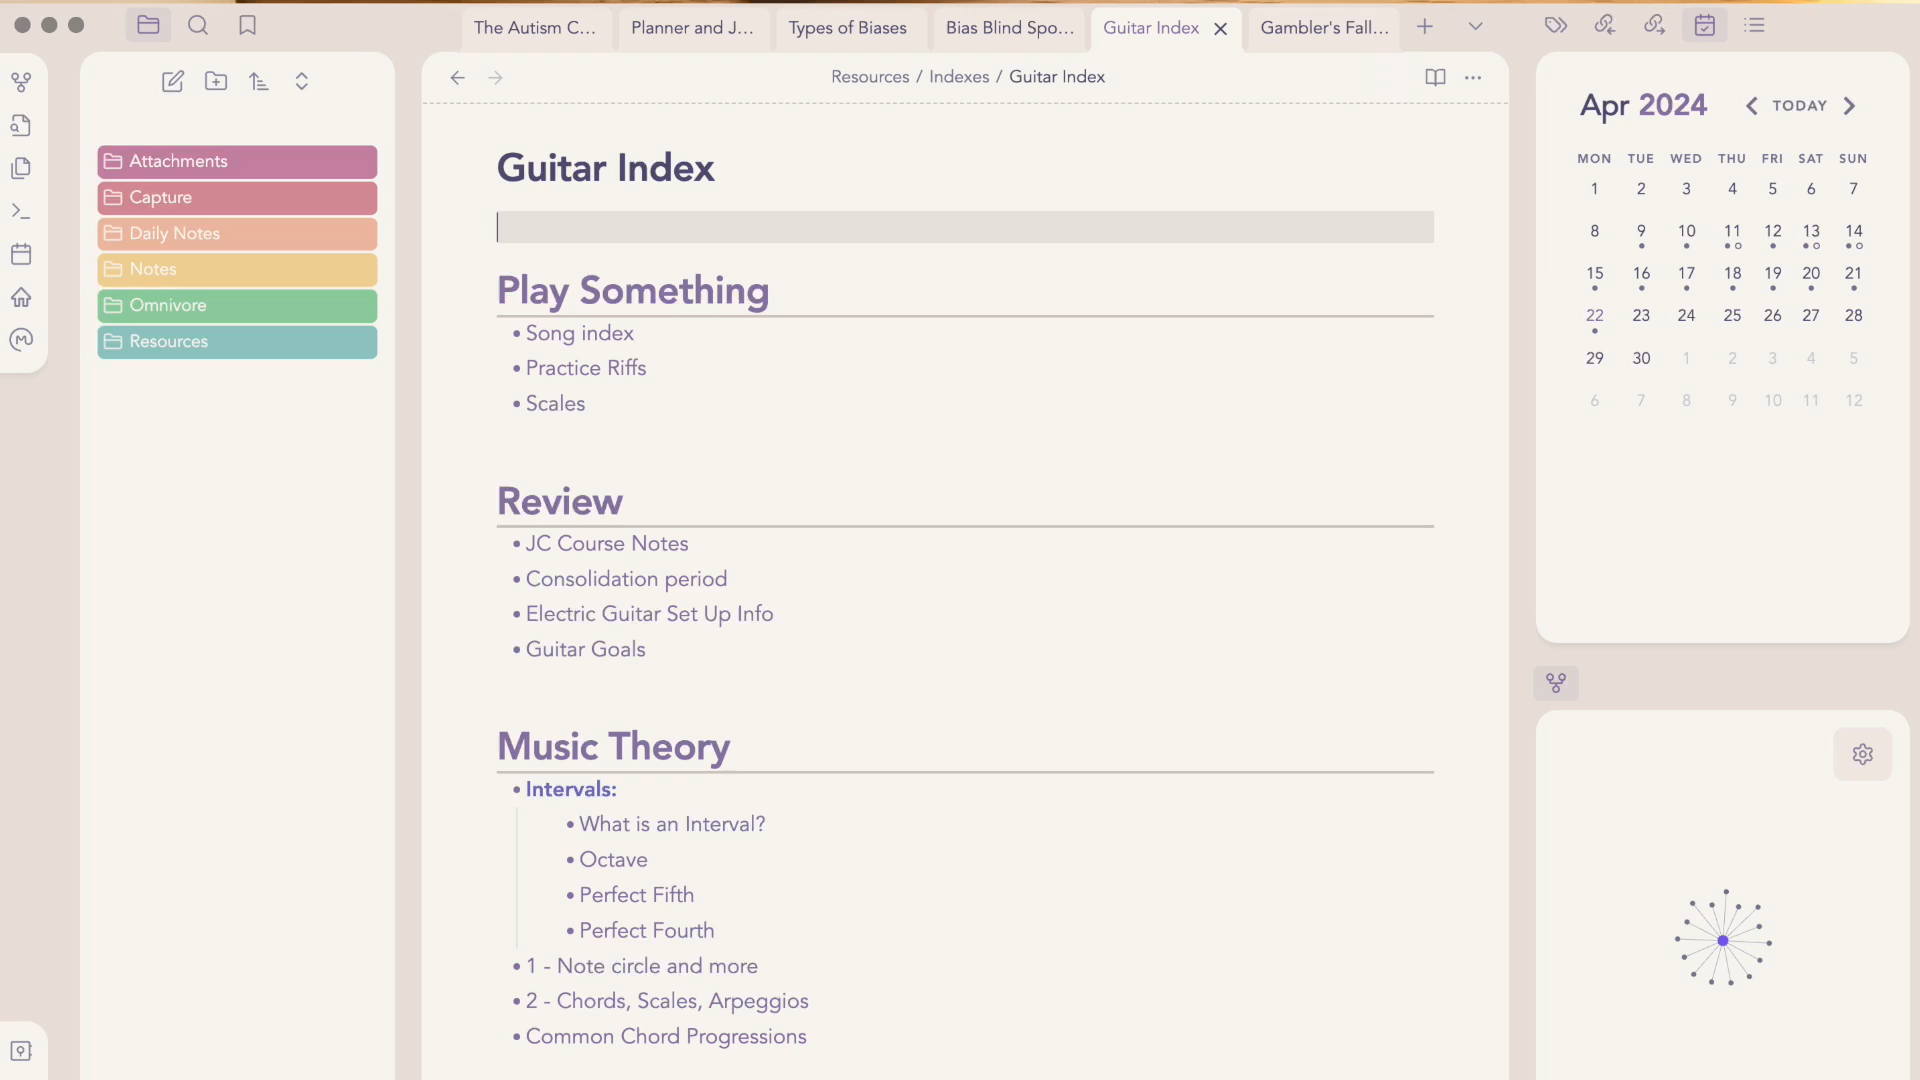 The Autism C...
Planner and J...
Types of Biases
Bias Blind Spo...
Guitar Index
Gambler's Fall...
Attachments
Capture
Daily Notes
Notes
Omnivore
Resources
Resources / Indexes / Guitar Index
Guitar Index
Play Something
• Song index
• Practice Riffs
• Scales
Review
• JC Course Notes
• Consolidation period
• Electric Guitar Set Up Info
• Guitar Goals
Music Theory
• Intervals:
• What is an Interval?
• Octave
• Perfect Fifth
• Perfect Fourth
• 1 - Note circle and more
• 2 - Chords, Scales, Arpeggios
• Common Chord Progressions
Apr 2024
TODAY
MON TUE WED THU FRI SAT SUN
1 2 3 4 5 6 7
8 9 10 11 12 13 14
15 16 17 18 19 20 21
22 23 24 25 26 27 28
29 30 1 2 3 4 5
6 7 8 9 10 11 12